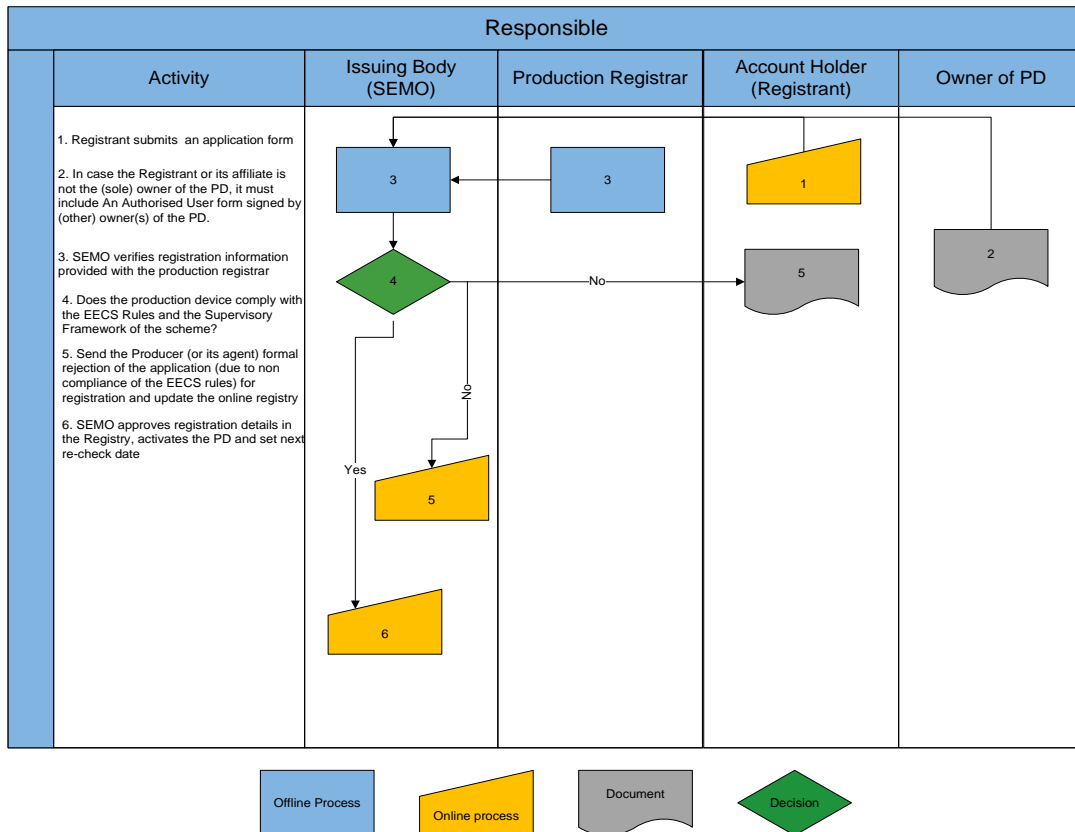 Responsible
Activity
Issuing Body
(SEMO)
Production Registrar
Account Holder
(Registrant)
Owner of PD
1. Registrant submits an application form
2. In case the Registrant or its affiliate is
not the (sole) owner of the PD, it must
include An Authorised User form signed by
(other) owner(s) of the PD.
3. SEMO verifies registration information
provided with the production registrar
4. Does the production device comply with
the EECS Rules and the Supervisory
Framework of the scheme?
5. Send the Producer (or its agent) formal
rejection of the application (due to non
compliance of the EECS rules) for
registration and update the online registry
6. SEMO approves registration details in
the Registry, activates the PD and set next
re-check date
3
3
1
2
4
No
5
No
Yes
5
6
Offline Process
Online process
Document
Decision